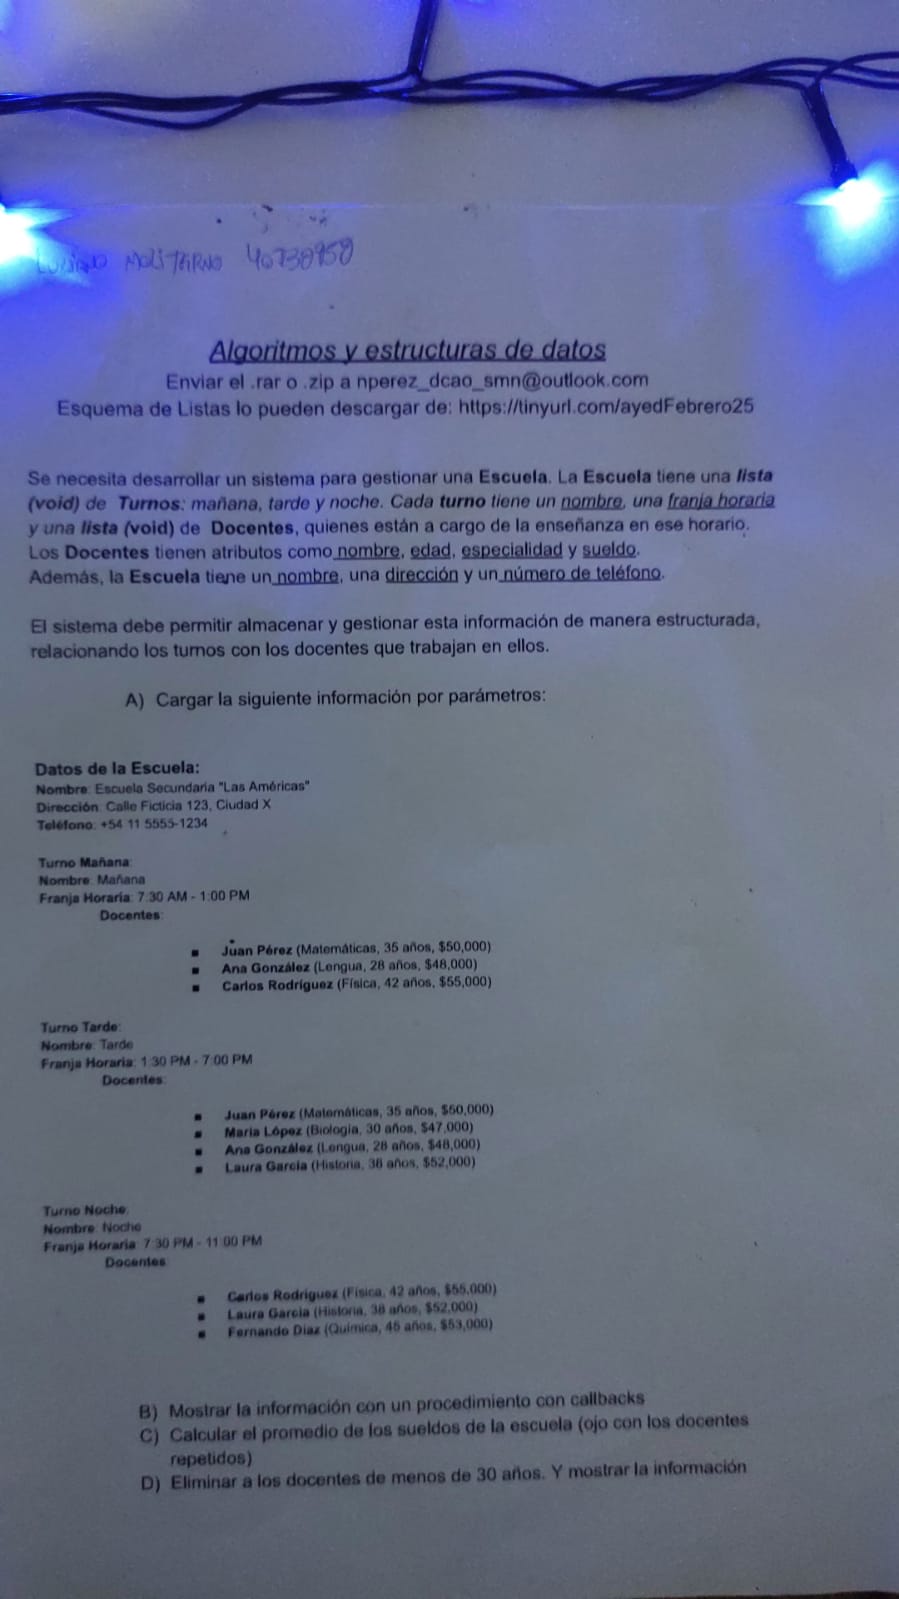 MOLITERNO 40738958
Algoritmos y estructuras de datos
Enviar el .rar o .zip a nperez_dcao_smn@outlook.com
Esquema de Listas lo pueden descargar de: https://tinyurl.com/ayedFebrero25
Se necesita desarrollar un sistema para gestionar una Escuela. La Escuela tiene una lista
(void) de Turnos: mañana, tarde y noche. Cada turno tiene un nombre, una franja horaria
y una lista (void) de Docentes, quienes están a cargo de la enseñanza en ese horario.
Los Docentes tienen atributos como nombre, edad, especialidad y sueldo.
Además, la Escuela tiene un nombre, una dirección y un número de teléfono.
El sistema debe permitir almacenar y gestionar esta información de manera estructurada,
relacionando los turnos con los docentes que trabajan en ellos.
A) Cargar la siguiente información por parámetros:
Datos de la Escuela:
Nombre: Escuela Secundaria "Las Américas"
Dirección: Calle Ficticia 123, Ciudad X
Teléfono: +54 11 5555-1234
Turno Mañana:
Nombre: Mañana
Franja Horaria: 7:30 AM - 1:00 PM
Docentes:
▪ Juan Pérez (Matemáticas, 35 años, $50,000)
▪ Ana González (Lengua, 28 años, $48,000)
▪ Carlos Rodríguez (Física, 42 años, $55,000)
Turno Tarde:
Nombre: Tarde
Franja Horaria: 1:30 PM - 7:00 PM
Docentes:
▪ Juan Pérez (Matemáticas, 35 años, $50,000)
▪ María López (Biología, 30 años, $47,000)
▪ Ana González (Lengua, 28 años, $48,000)
▪ Laura García (Historia, 38 años, $52,000)
Turno Noche:
Nombre: Noche
Franja Horaria: 7:30 PM - 11:00 PM
Docentes:
▪ Carlos Rodríguez (Física, 42 años, $55,000)
▪ Laura García (Historia, 38 años, $52,000)
▪ Fernando Díaz (Química, 45 años, $53,000)
B) Mostrar la información con un procedimiento con callbacks
C) Calcular el promedio de los sueldos de la escuela (ojo con los docentes
repetidos)
D) Eliminar a los docentes de menos de 30 años. Y mostrar la información